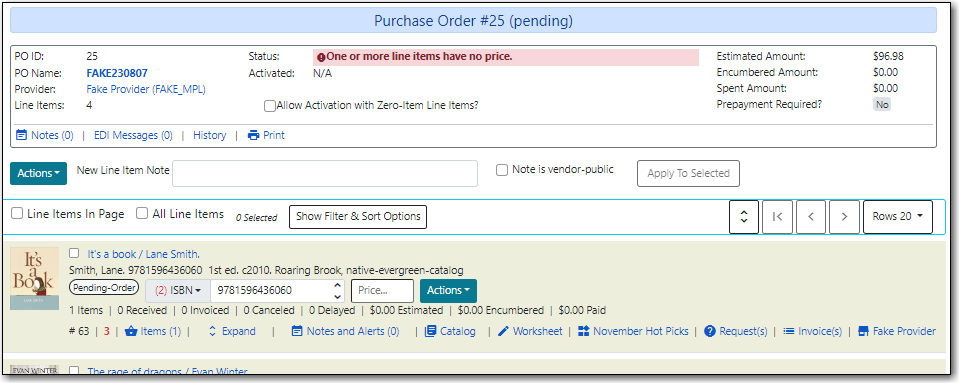 Purchase Order #25 (pending)
PO ID: 25 Status: One or more line items have no price. Estimated Amount: $96.98
PO Name: FAKE230807 Activated: N/A Encumbered Amount: $0.00
Provider: Fake Provider (FAKE_MPL) Spent Amount: $0.00
Line Items: 4 Allow Activation with Zero-Item Line Items? Prepayment Required? No
Notes (0) | EDI Messages (0) | History | Print
Actions New Line Item Note Note is vendor-public Apply To Selected
Line Items In Page All Line Items 0 Selected Show Filter & Sort Options Rows 20
It's a Book
It's a book / Lane Smith.
Smith, Lane. 9781596436060 1st ed. c2010. Roaring Brook, native-evergreen-catalog
Pending-Order (2) ISBN 9781596436060 Price... Actions
1 Items | 0 Received | 0 Invoiced | 0 Canceled | 0 Delayed | $0.00 Estimated | $0.00 Encumbered | $0.00 Paid
# 63 | 3 | Items (1) | Expand | Notes and Alerts (0) | Catalog | Worksheet | November Hot Picks | Request(s) | Invoice(s) | Fake Provider
EVAN WINTER
The rage of dragons / Evan Winter